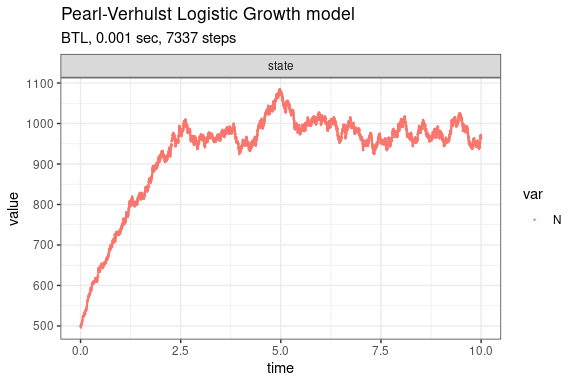 Pearl-Verhulst Logistic Growth model
BTL, 0.001 sec, 7337 steps
state
1100
1000
900
800
700
600
500
value
0.0 2.5 5.0 7.5 10.0
time
var
N